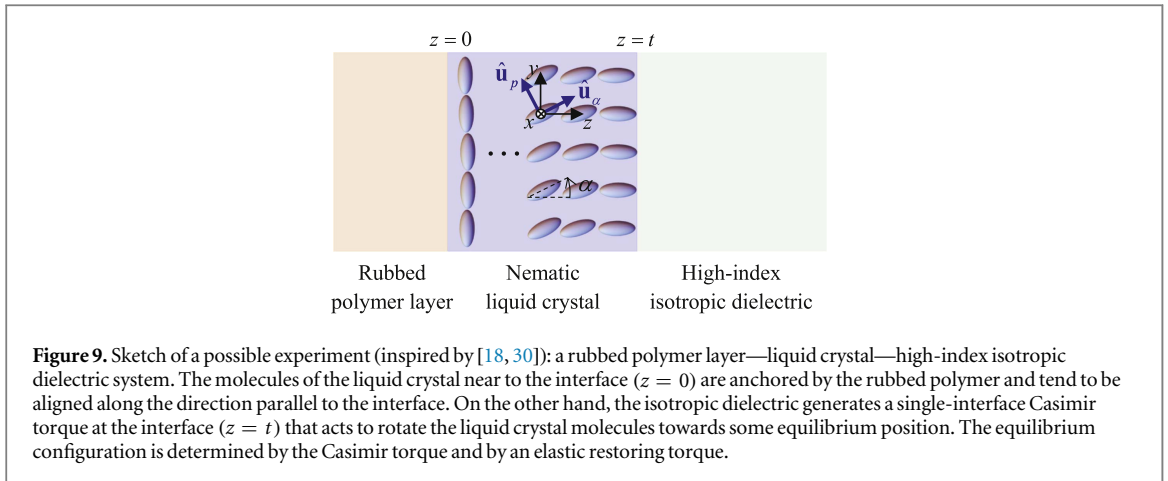 z = 0
z = t
û_p
y
û_α
x
z
...
α
Rubbed
polymer layer
Nematic
liquid crystal
High-index
isotropic dielectric
Figure 9. Sketch of a possible experiment (inspired by [18, 30]): a rubbed polymer layer—liquid crystal—high-index isotropic
dielectric system. The molecules of the liquid crystal near to the interface (z = 0) are anchored by the rubbed polymer and tend to be
aligned along the direction parallel to the interface. On the other hand, the isotropic dielectric generates a single-interface Casimir
torque at the interface (z = t) that acts to rotate the liquid crystal molecules towards some equilibrium position. The equilibrium
configuration is determined by the Casimir torque and by an elastic restoring torque.